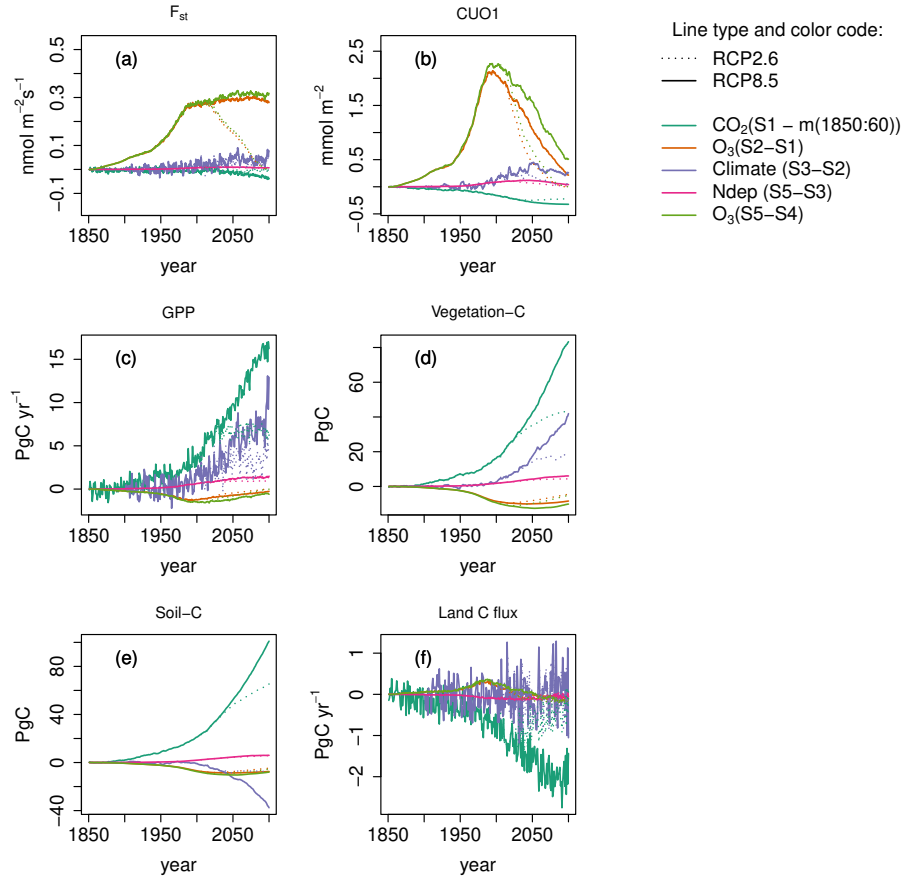 F_st
(a)
nmol m⁻²s⁻¹
0.5
0.3
0.1
−0.1
1850 1950 2050
year
CUO1
(b)
mmol m⁻²
2.5
1.5
0.5
−0.5
1850 1950 2050
year
Line type and color code:
RCP2.6
RCP8.5
CO₂(S1 − m(1850:60))
O₃(S2−S1)
Climate (S3−S2)
Ndep (S5−S3)
O₃(S5−S4)
GPP
(c)
PgC yr⁻¹
15
10
5
0
1850 1950 2050
year
Vegetation−C
(d)
PgC
60
20
0
1850 1950 2050
year
Soil−C
(e)
PgC
80
40
0
−40
1850 1950 2050
year
Land C flux
(f)
PgC yr⁻¹
1
0
−1
−2
1850 1950 2050
year